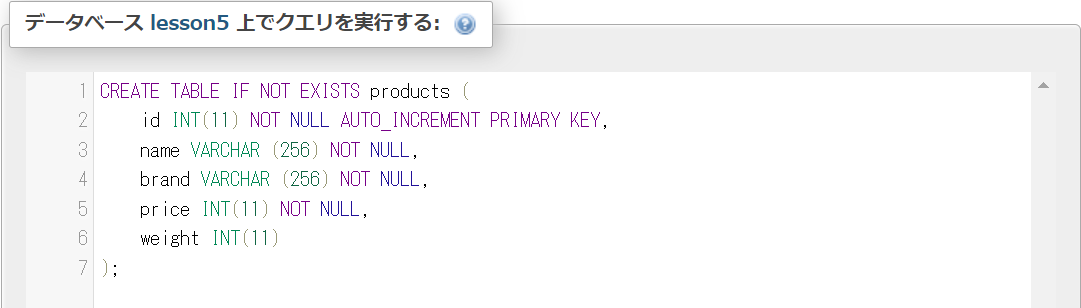 データベース lesson5 上でクエリを実行する:
1 CREATE TABLE IF NOT EXISTS products (
2     id INT(11) NOT NULL AUTO_INCREMENT PRIMARY KEY,
3     name VARCHAR (256) NOT NULL,
4     brand VARCHAR (256) NOT NULL,
5     price INT(11) NOT NULL,
6     weight INT(11)
7 );